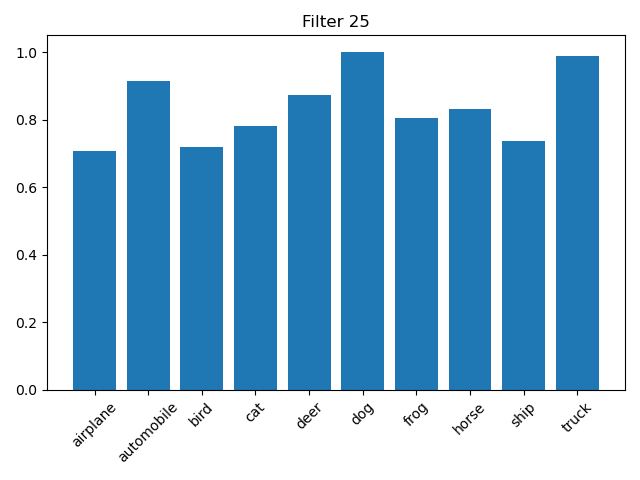 Filter 25
1.0
0.8
0.6
0.4
0.2
0.0
airplane
automobile
bird
cat
deer
dog
frog
horse
ship
truck